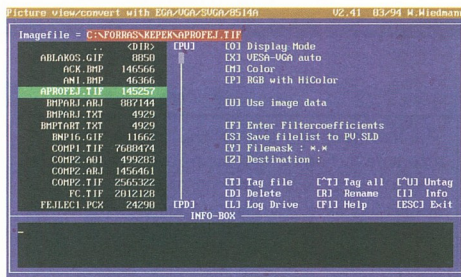 Picture view/convert with EGA/VGA/SVGA/8514A V2.41 03/94 W.Wiedmann
Imagefile = C:\FORRAS\KEPEK\APROFEJ.TIF
.. <DIR> [PU] [O] Display Mode
ABLAKOS.GIF 8850 [X] VESA-VGA auto
ACK.BMP 146566 [M] Color
ANI.BMP 46366 [P] RGB with HiColor
APROFEJ.TIF 145257
BMPARJ.ARJ 887144 [U] Use image data
BMPARJ.TXT 4929
BMPTART.TXT 4929 [F] Enter Filtercoefficients
BNP16.GIF 11662 [S] Save filelist to PV.SLD
COMP1.TIF 7688474 [Y] Filemask : *.*
COMP2.A01 499283 [Z] Destination :
COMP2.ARJ 1456461
COMP2.TIF 2565322 [T] Tag file [^T] Tag all [^U] Untag
FC.TIF 2012128 [D] Delete [R] Rename [I] Info
FEJLEC1.PCX 24298 [PD] [L] Log Drive [F1] Help [ESC] Exit
INFO-BOX